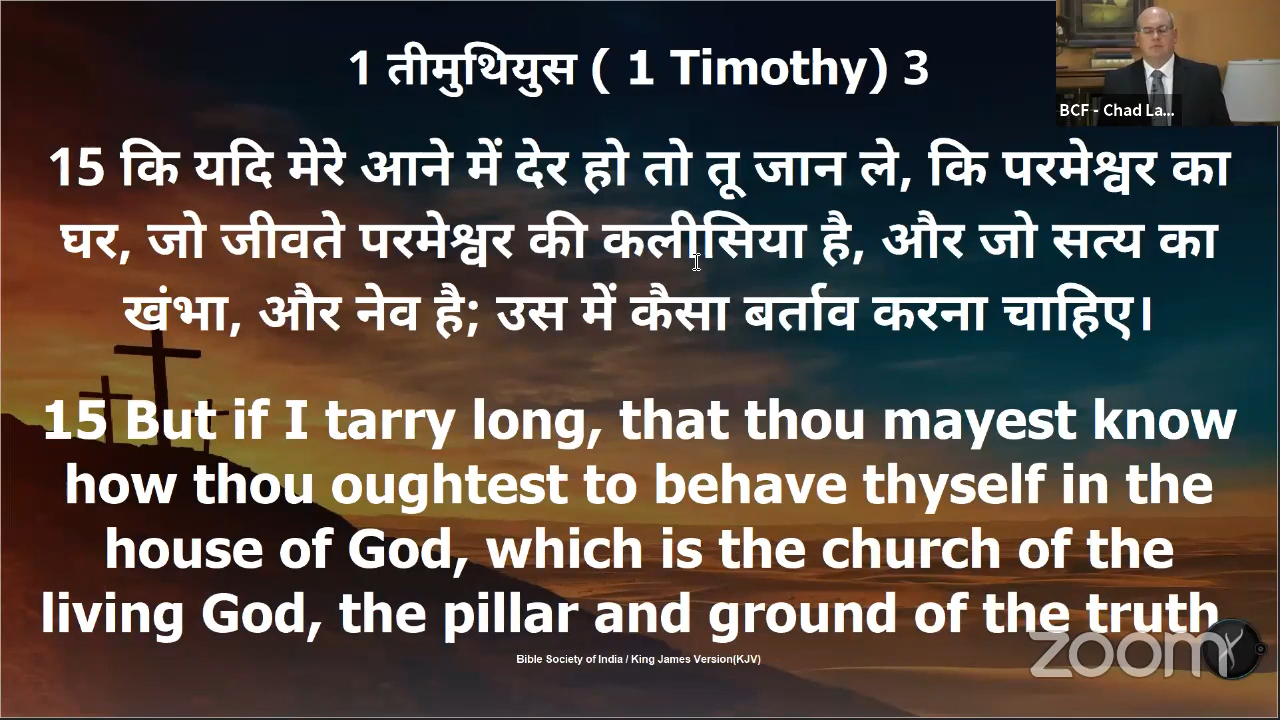 1 तीमुथियुस ( 1 Timothy) 3
BCF - Chad La...
15 कि यदि मेरे आने में देर हो तो तू जान ले, कि परमेश्वर का
घर, जो जीवते परमेश्वर की कलीसिया है, और जो सत्य का
खंभा, और नेव है; उस में कैसा बर्ताव करना चाहिए।
15 But if I tarry long, that thou mayest know
how thou oughtest to behave thyself in the
house of God, which is the church of the
living God, the pillar and ground of the truth
Bible Society of India / King James Version(KJV)
zoom